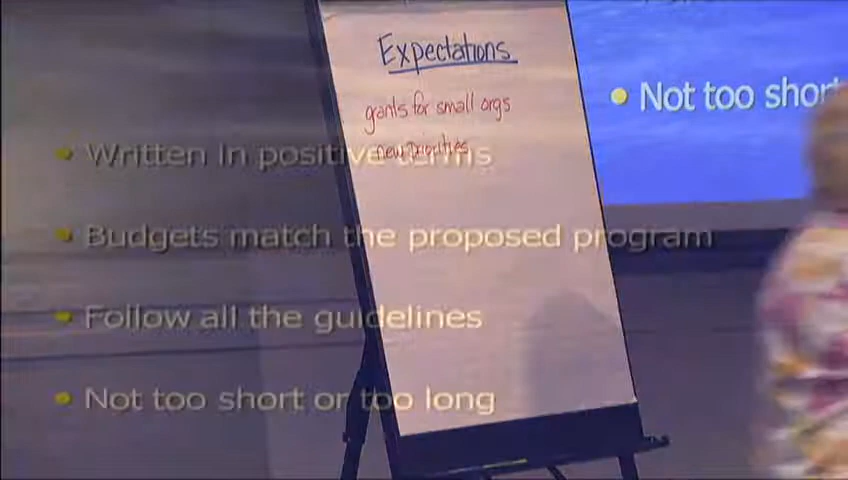 Expectations
grants for small orgs
new priorities
Not too short
Written in positive terms
Budgets match the proposed program
Follow all the guidelines
Not too short or too long